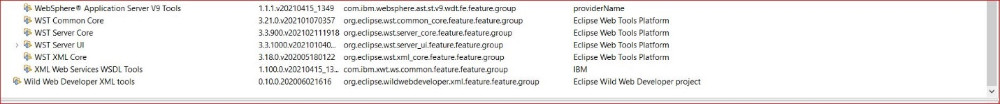 WebSphere® Application Server V9 Tools 1.1.1.v20210415_1349 com.ibm.websphere.ast.st.v9.wdt.fe.feature.group providerName
WST Common Core 3.21.0.v202101070357 org.eclipse.wst.common_core.feature.feature.group Eclipse Web Tools Platform
WST Server Core 3.3.900.v202102111918 org.eclipse.wst.server_core.feature.feature.group Eclipse Web Tools Platform
WST Server UI 3.3.1000.v202101040... org.eclipse.wst.server_ui.feature.feature.group Eclipse Web Tools Platform
WST XML Core 3.18.0.v202005180122 org.eclipse.wst.xml_core.feature.feature.group Eclipse Web Tools Platform
XML Web Services WSDL Tools 1.100.0.v20210415_13... com.ibm.xwt.ws.common.feature.feature.group IBM
Wild Web Developer XML tools 0.10.0.202006021616 org.eclipse.wildwebdeveloper.xml.feature.feature.group Eclipse Wild Web Developer project